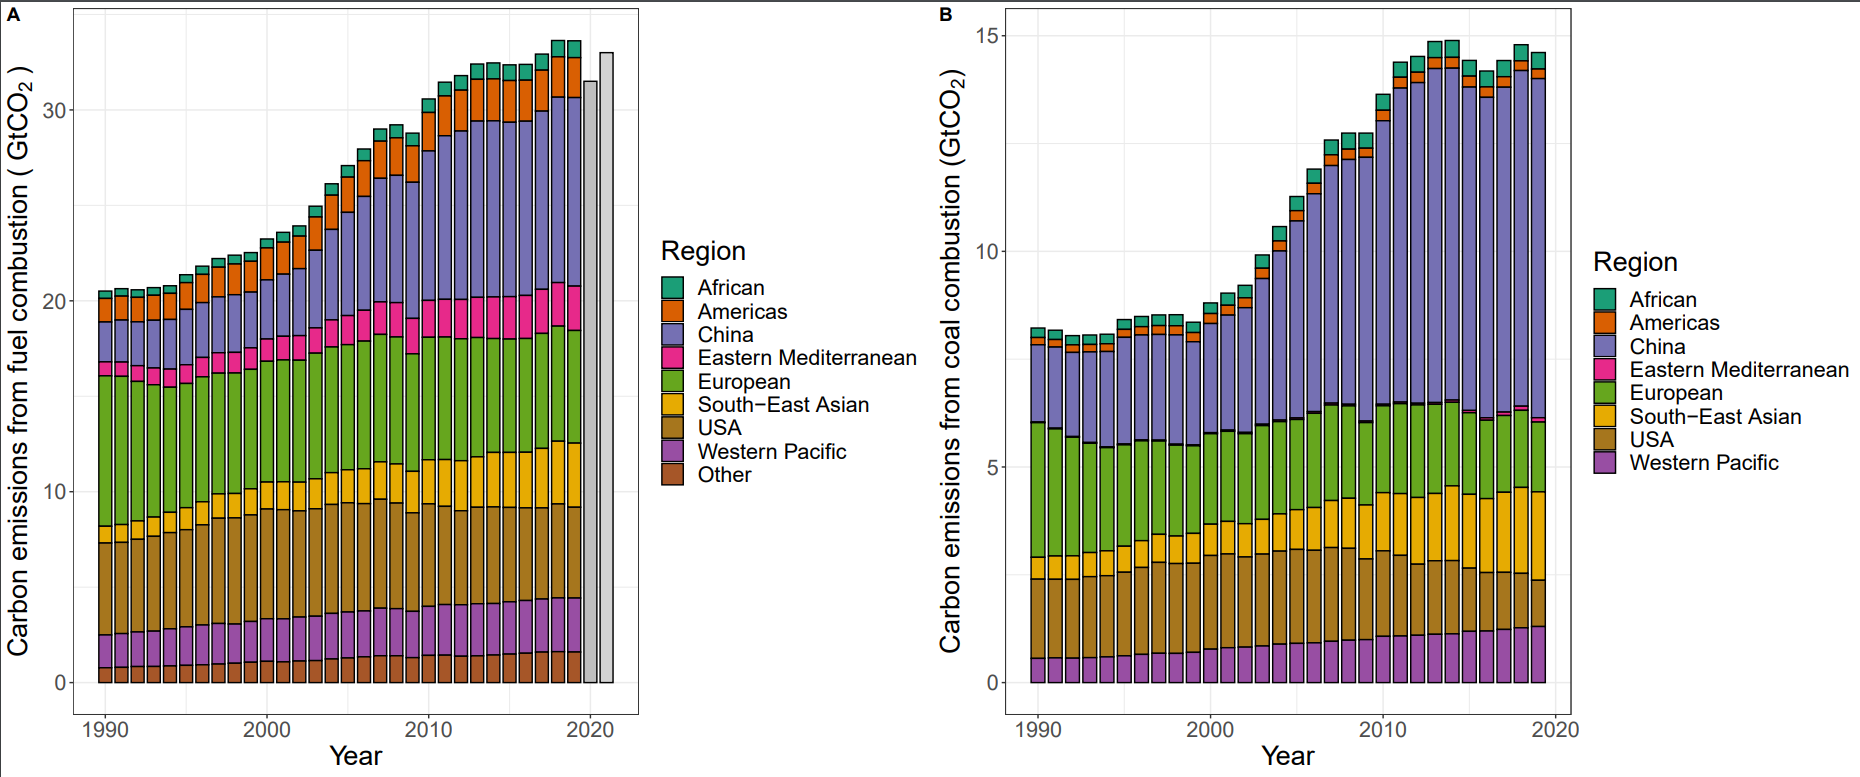 A
Carbon emissions from fuel combustion ( GtCO2 )
30
20
10
0
1990
2000
2010
2020
Year
Region
African
Americas
China
Eastern Mediterranean
European
South−East Asian
USA
Western Pacific
Other
B
Carbon emissions from coal combustion (GtCO2)
15
10
5
0
1990
2000
2010
2020
Year
Region
African
Americas
China
Eastern Mediterranean
European
South−East Asian
USA
Western Pacific